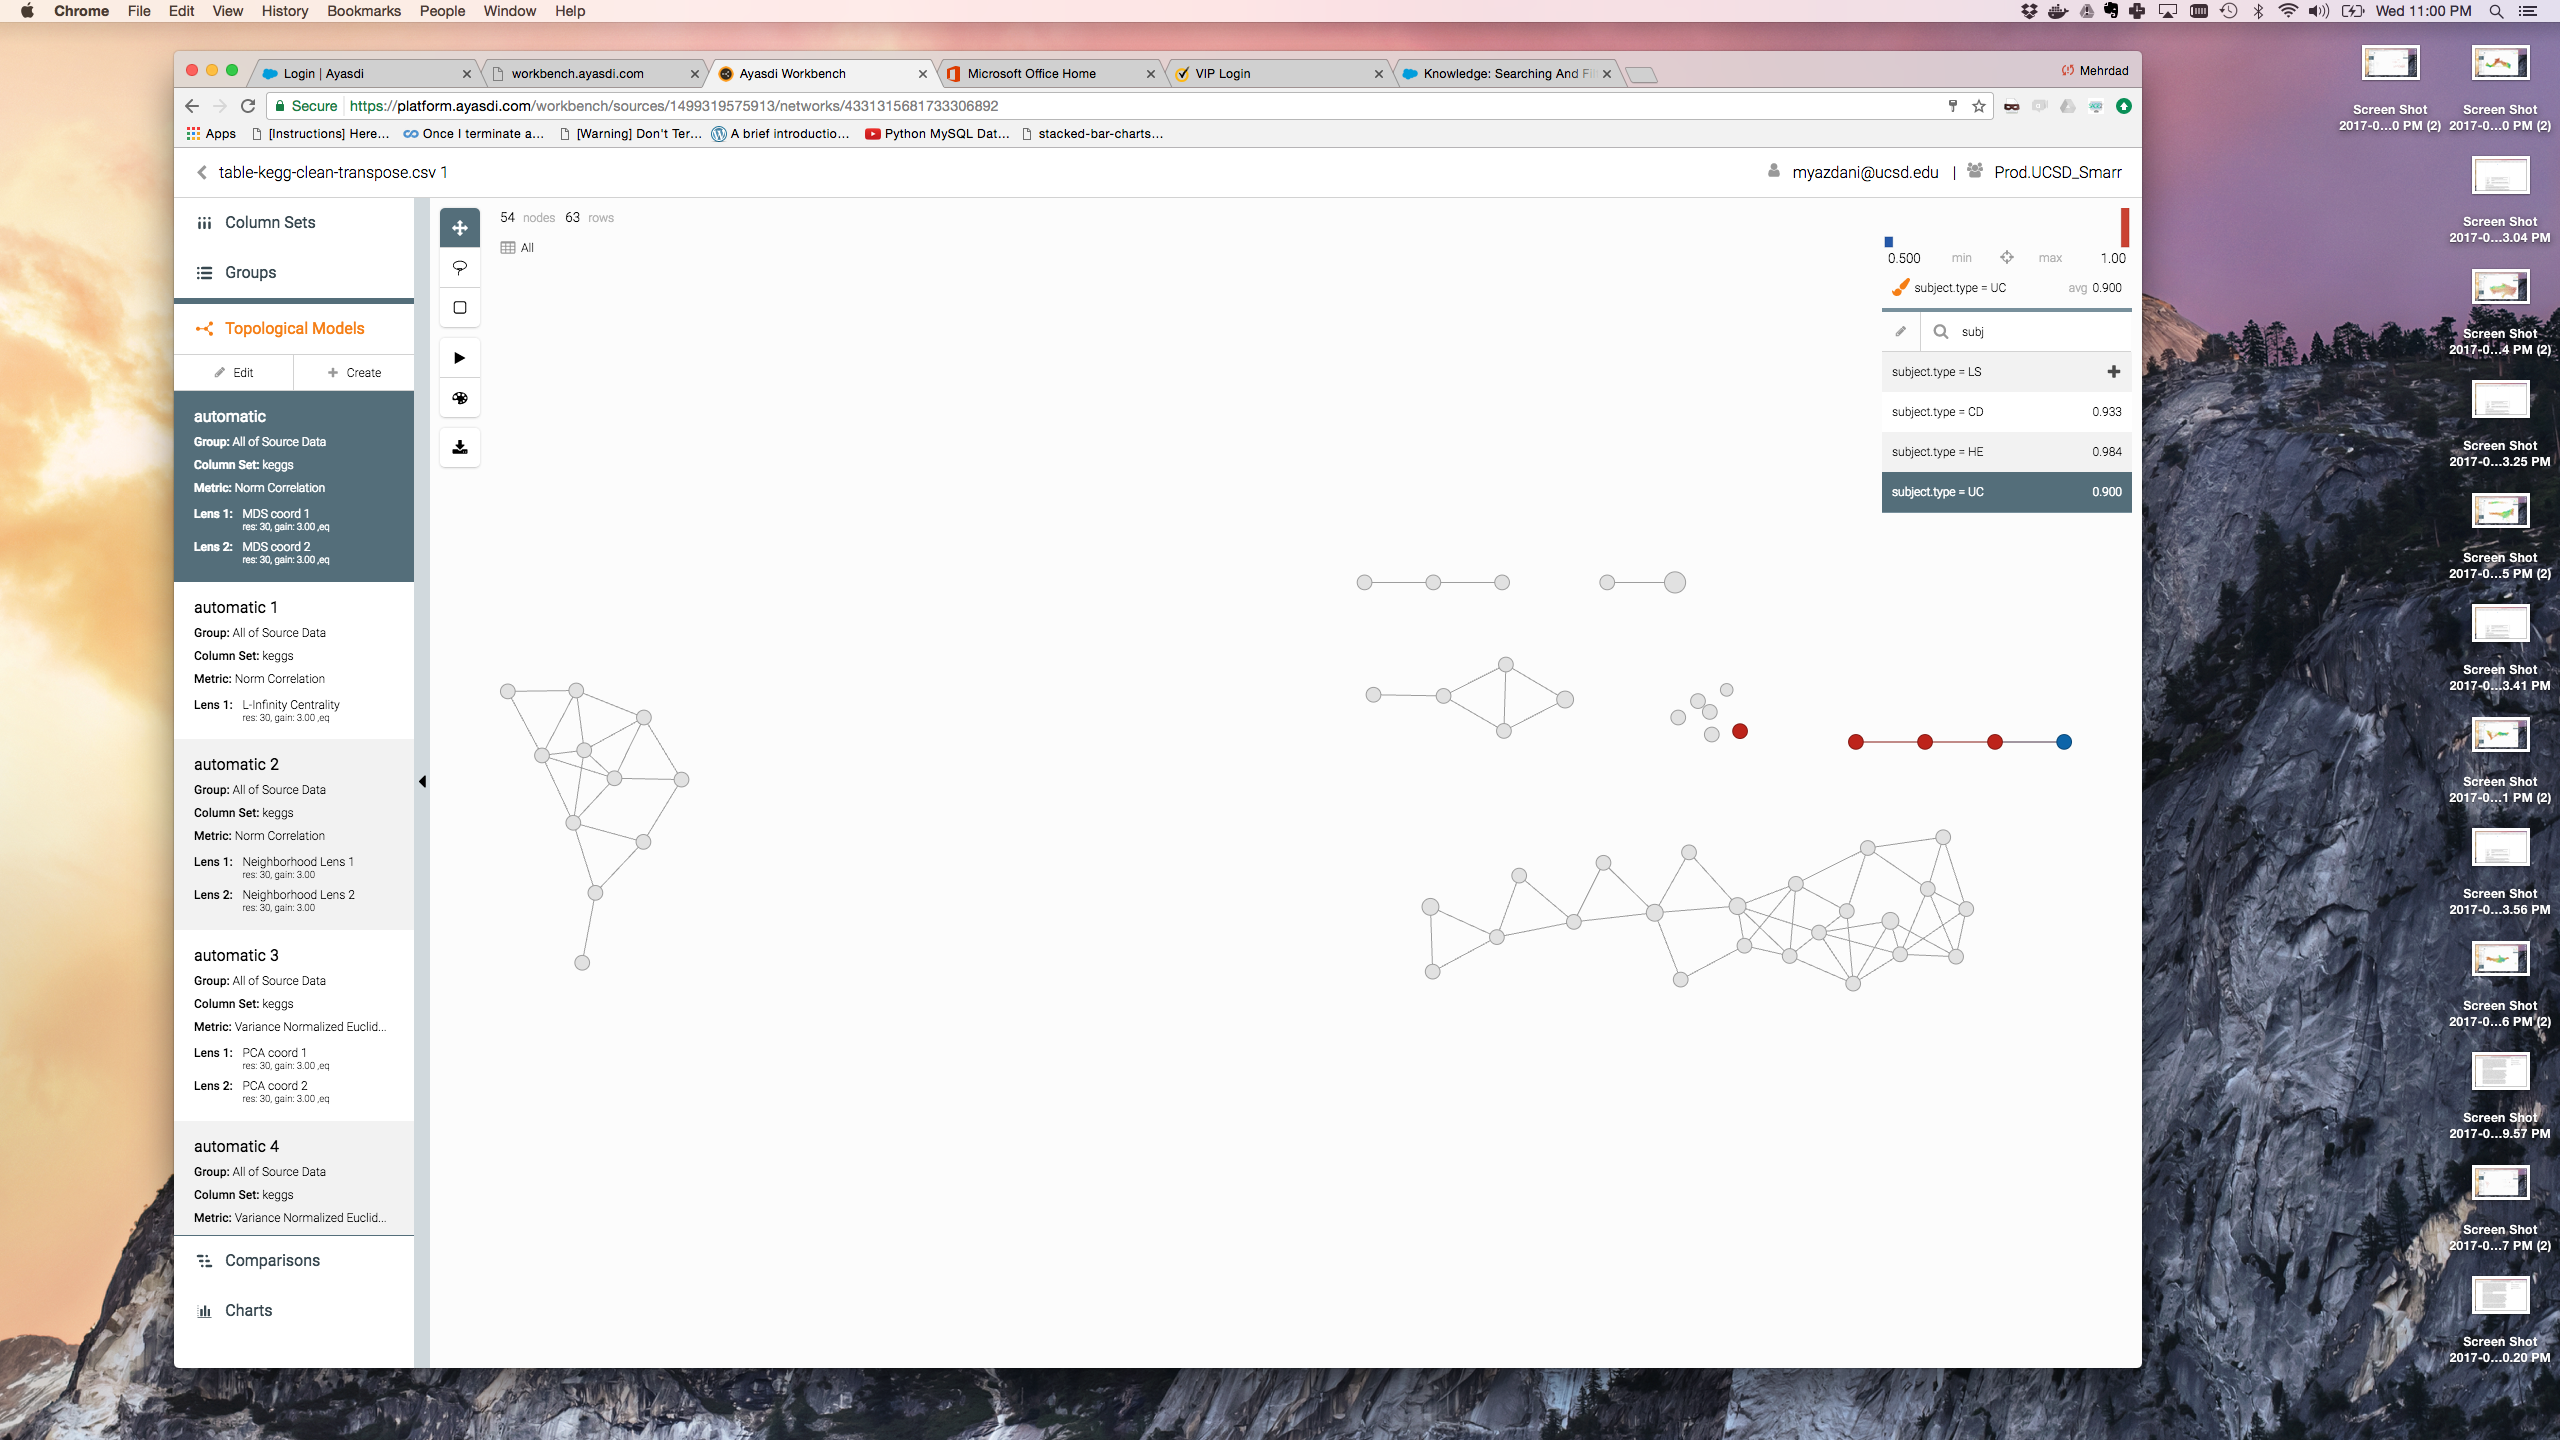 Chrome File Edit View History Bookmarks People Window Help
Wed 11:00 PM
Login | Ayasdi
workbench.ayasdi.com
Ayasdi Workbench
Microsoft Office Home
VIP Login
Knowledge: Searching And Fil
Mehrdad
Secure https://platform.ayasdi.com/workbench/sources/1499319575913/networks/4331315681733306892
Apps [Instructions] Here... Once I terminate a... [Warning] Don't Ter... A brief introductio... Python MySQL Dat... stacked-bar-charts...
table-kegg-clean-transpose.csv 1
myazdani@ucsd.edu | Prod.UCSD_Smarr
Column Sets
Groups
Topological Models
Edit Create
automatic
Group: All of Source Data
Column Set: keggs
Metric: Norm Correlation
Lens 1: MDS coord 1
res: 30, gain: 3.00 ,eq
Lens 2: MDS coord 2
res: 30, gain: 3.00 ,eq
automatic 1
Group: All of Source Data
Column Set: keggs
Metric: Norm Correlation
Lens 1: L-Infinity Centrality
res: 30, gain: 3.00 ,eq
automatic 2
Group: All of Source Data
Column Set: keggs
Metric: Norm Correlation
Lens 1: Neighborhood Lens 1
res: 30, gain: 3.00
Lens 2: Neighborhood Lens 2
res: 30, gain: 3.00
automatic 3
Group: All of Source Data
Column Set: keggs
Metric: Variance Normalized Euclid...
Lens 1: PCA coord 1
res: 30, gain: 3.00 ,eq
Lens 2: PCA coord 2
res: 30, gain: 3.00 ,eq
automatic 4
Group: All of Source Data
Column Set: keggs
Metric: Variance Normalized Euclid...
Comparisons
Charts
54 nodes 63 rows
All
0.500 min max 1.00
subject.type = UC avg 0.900
subj
subject.type = LS
subject.type = CD 0.933
subject.type = HE 0.984
subject.type = UC 0.900
Screen Shot
2017-0...0 PM (2)
Screen Shot
2017-0...0 PM (2)
Screen Shot
2017-0...3.04 PM
Screen Shot
2017-0...4 PM (2)
Screen Shot
2017-0...3.25 PM
Screen Shot
2017-0...5 PM (2)
Screen Shot
2017-0...3.41 PM
Screen Shot
2017-0...1 PM (2)
Screen Shot
2017-0...3.56 PM
Screen Shot
2017-0...6 PM (2)
Screen Shot
2017-0...9.57 PM
Screen Shot
2017-0...7 PM (2)
Screen Shot
2017-0...0.20 PM